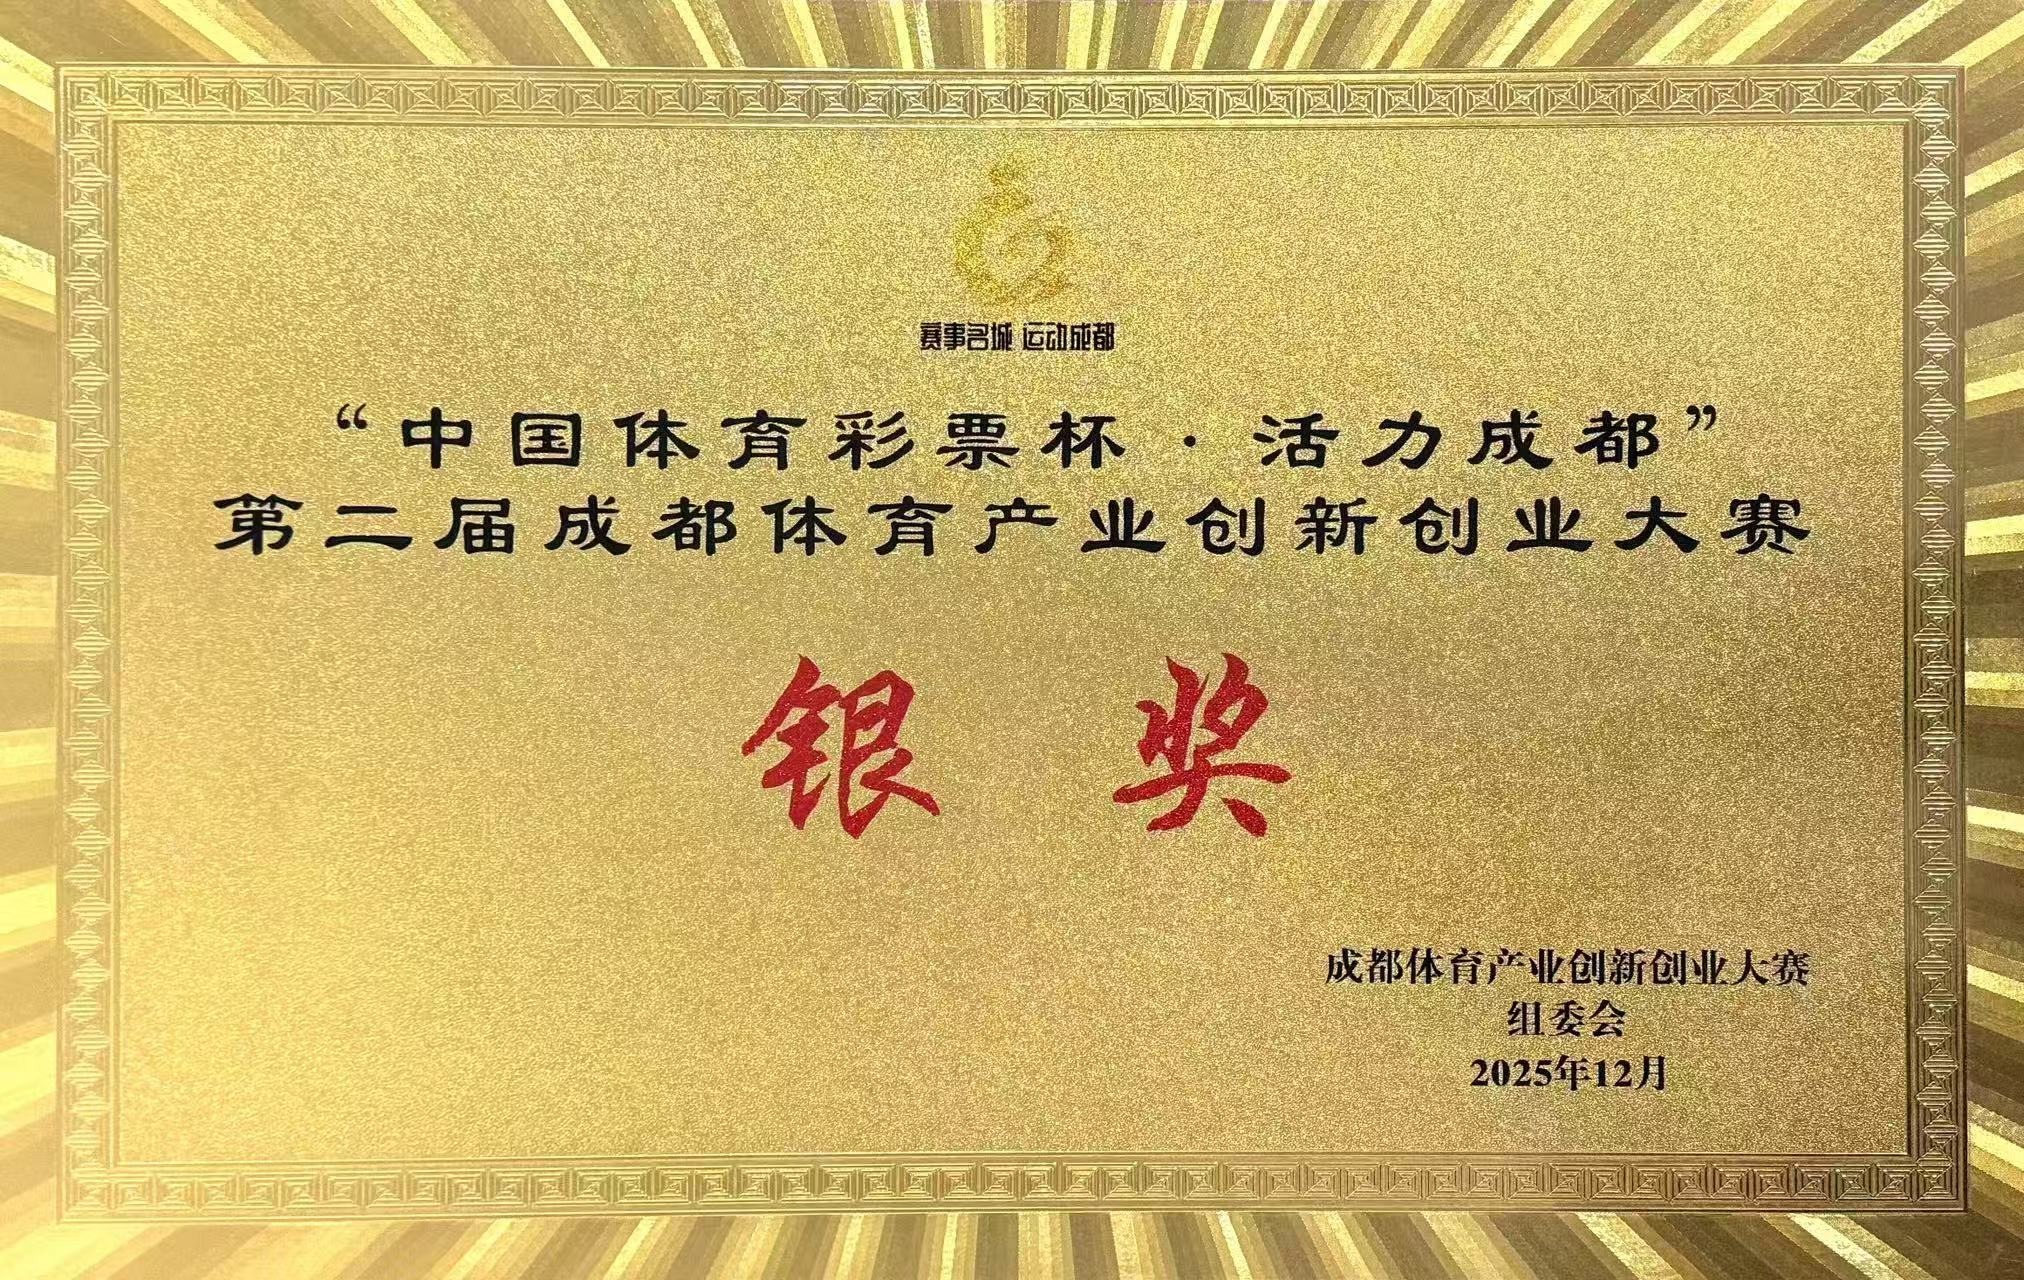 赛事名城 运动成都
“中国体育彩票杯·活力成都”
第二届成都体育产业创新创业大赛
银奖
成都体育产业创新创业大赛
组委会
2025年12月